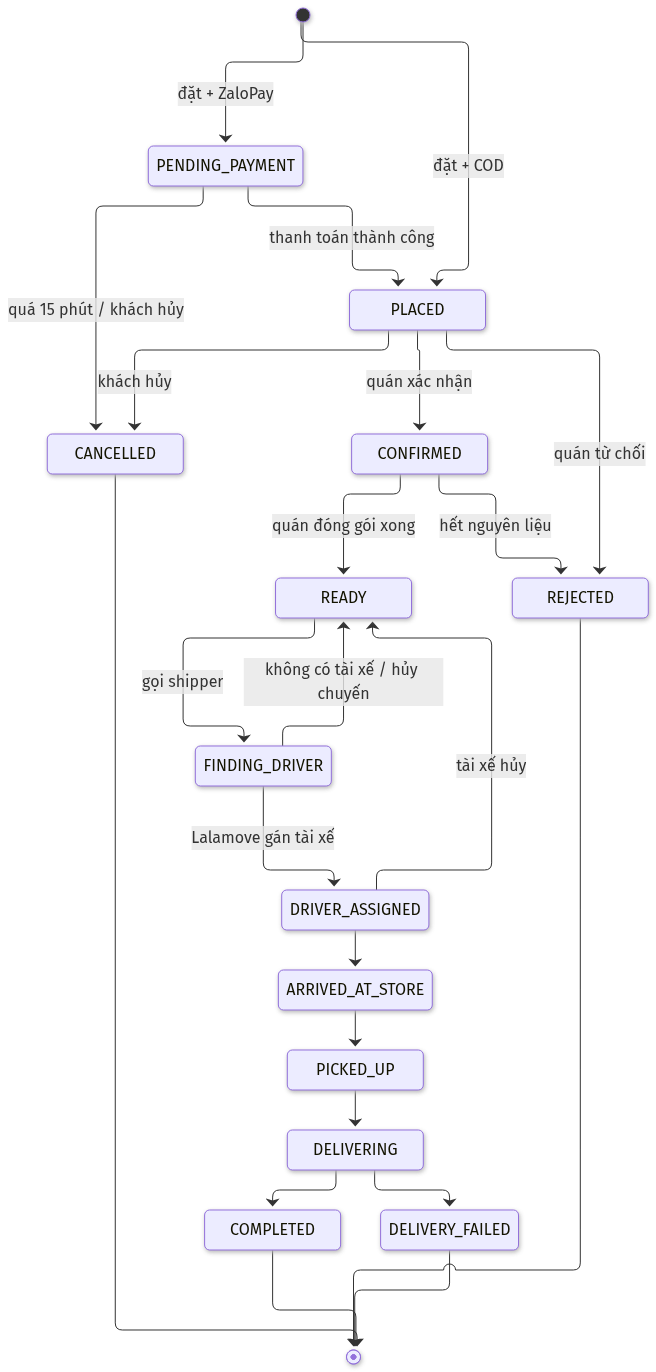 đặt + ZaloPay
PENDING_PAYMENT
đặt + COD
thanh toán thành công
quá 15 phút / khách hủy
PLACED
khách hủy
quán xác nhận
CANCELLED
CONFIRMED
quán từ chối
quán đóng gói xong
hết nguyên liệu
READY
REJECTED
gọi shipper
không có tài xế / hủy
chuyến
FINDING_DRIVER
tài xế hủy
Lalamove gán tài xế
DRIVER_ASSIGNED
ARRIVED_AT_STORE
PICKED_UP
DELIVERING
COMPLETED
DELIVERY_FAILED